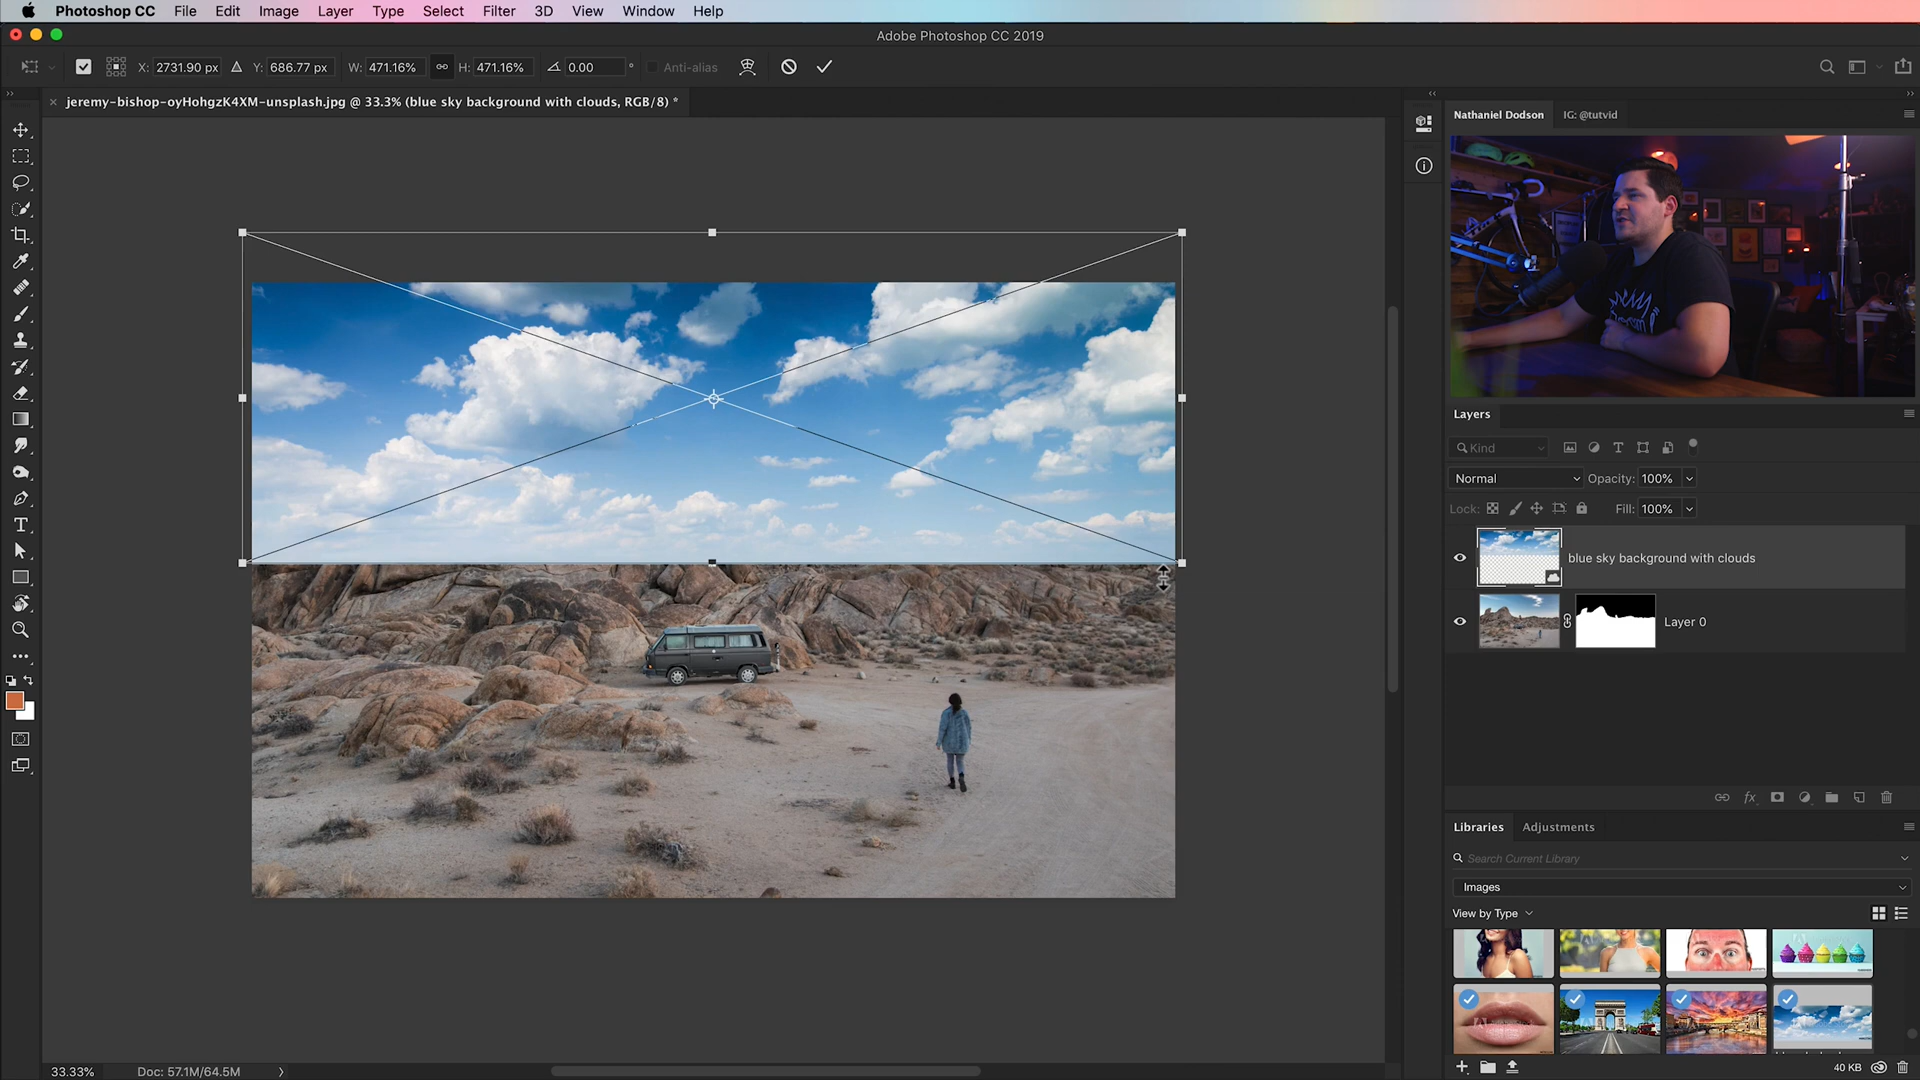 Photoshop CC File Edit Image Layer Type Select Filter 3D View Window Help
Adobe Photoshop CC 2019
X: 2731.90 px Y: 686.77 px W: 471.16% H: 471.16% 0.00 ° Anti-alias
jeremy-bishop-oyHohgzK4XM-unsplash.jpg @ 33.3% (blue sky background with clouds, RGB/8) *
Nathaniel Dodson IG: @tutvid
Layers
Kind
Normal Opacity: 100%
Lock: Fill: 100%
blue sky background with clouds
Layer 0
Libraries Adjustments
Search Current Library
Images
View by Type
40 KB
33.33% Doc: 57.1M/64.5M